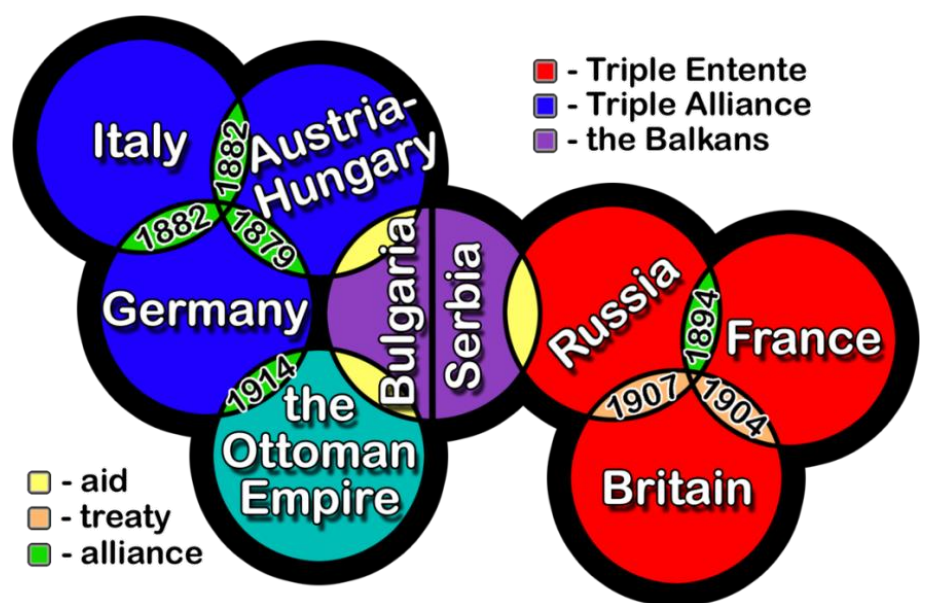 Italy
1882
Austria-
Hungary
1882
1879
Germany
1914
the
Ottoman
Empire
Bulgaria
Serbia
Russia
1894
France
1907
1904
Britain
- Triple Entente
- Triple Alliance
- the Balkans
- aid
- treaty
- alliance